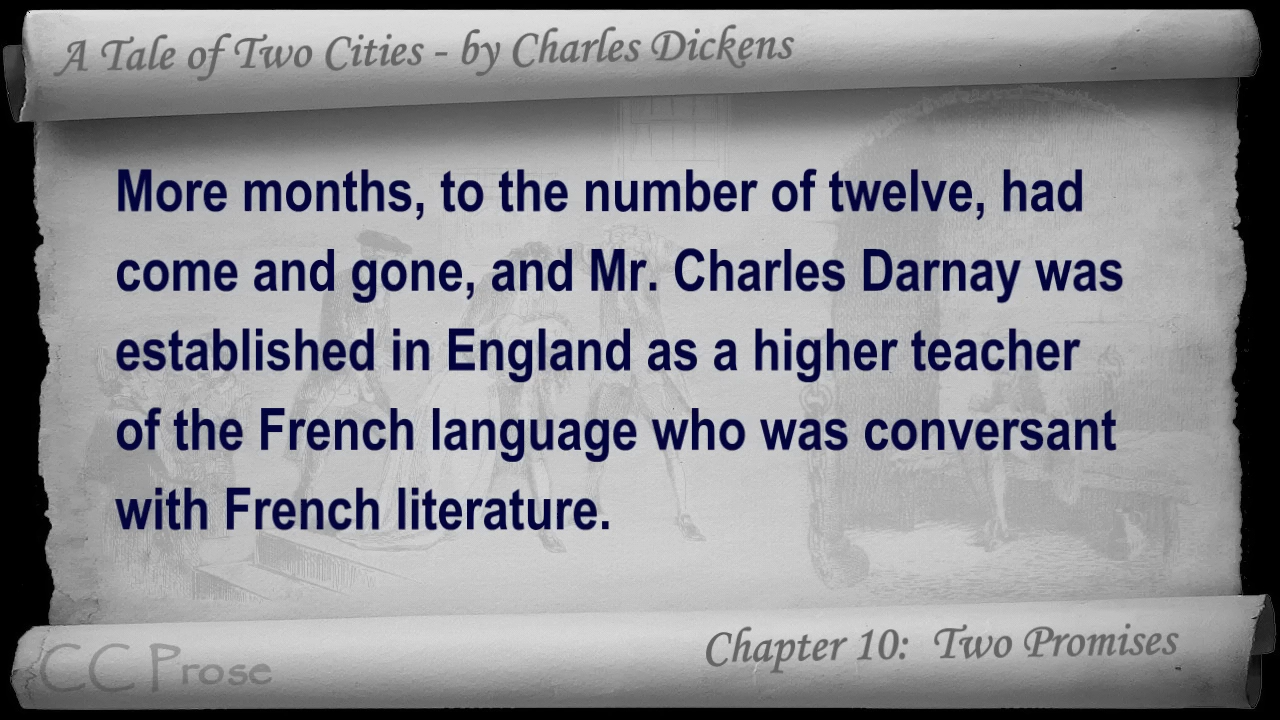 A Tale of Two Cities - by Charles Dickens
More months, to the number of twelve, had
come and gone, and Mr. Charles Darnay was
established in England as a higher teacher
of the French language who was conversant
with French literature.
Chapter 10: Two Promises
CC Prose